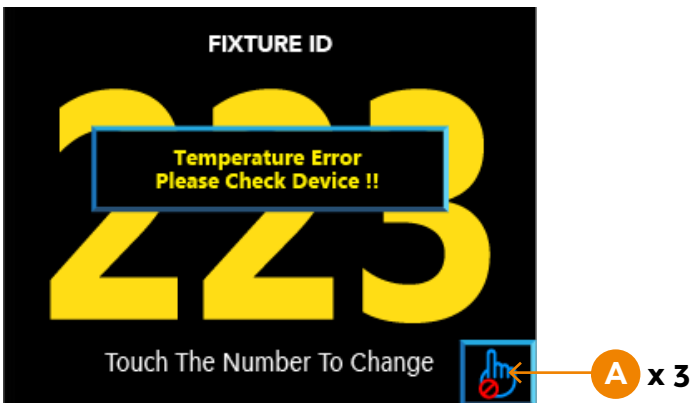 FIXTURE ID
223
Temperature Error
Please Check Device !!
Touch The Number To Change
A x 3